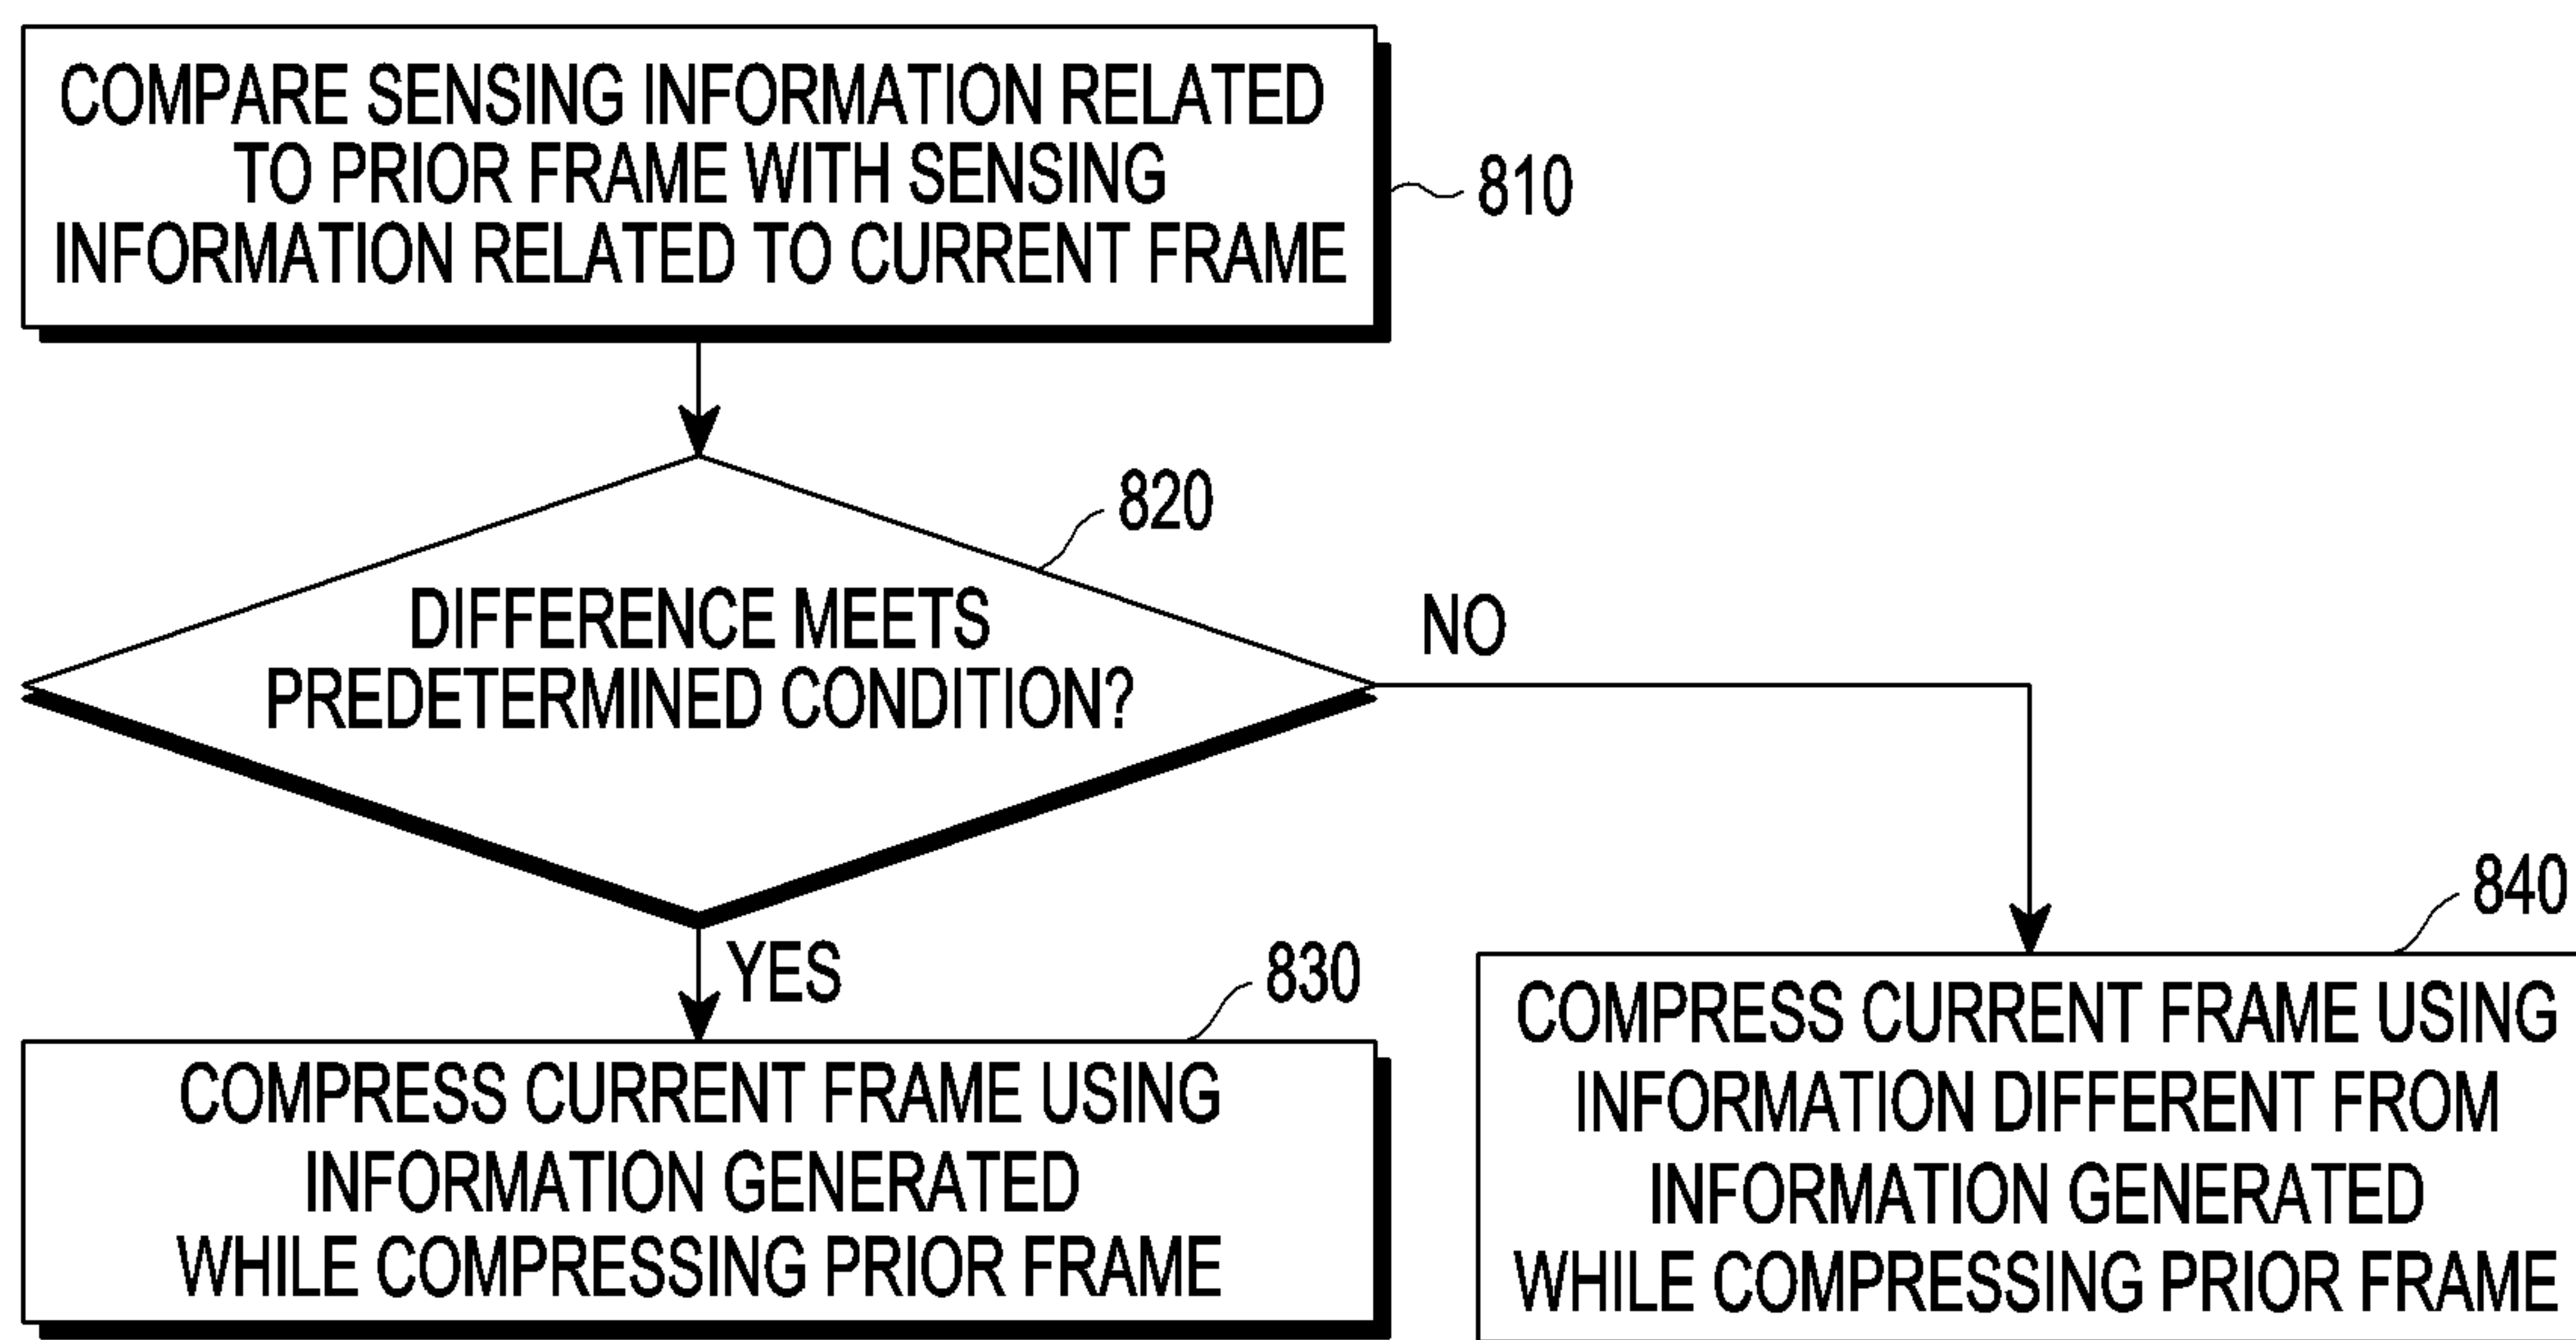 COMPARE SENSING INFORMATION RELATED
TO PRIOR FRAME WITH SENSING
INFORMATION RELATED TO CURRENT FRAME
810
820
DIFFERENCE MEETS
PREDETERMINED CONDITION?
NO
YES
830
COMPRESS CURRENT FRAME USING
INFORMATION GENERATED
WHILE COMPRESSING PRIOR FRAME
840
COMPRESS CURRENT FRAME USING
INFORMATION DIFFERENT FROM
INFORMATION GENERATED
WHILE COMPRESSING PRIOR FRAME